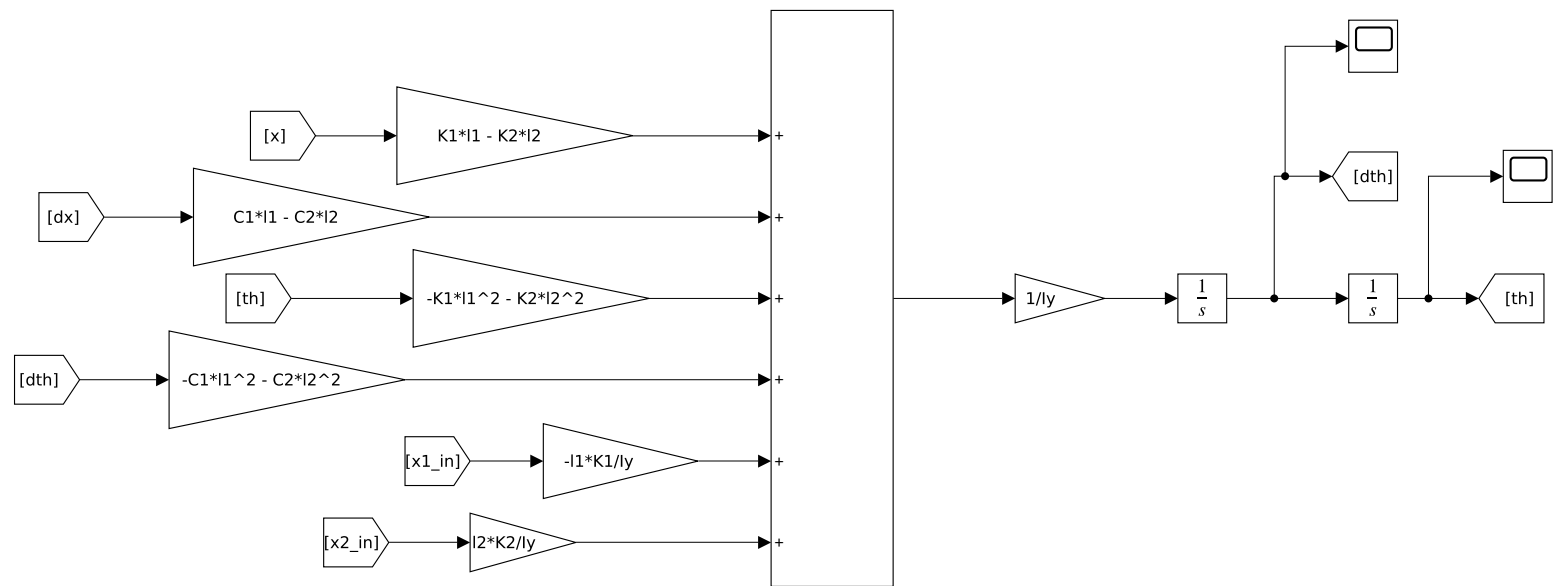 [x]
K1*l1 - K2*l2
+
[dx]
C1*l1 - C2*l2
+
[th]
-K1*l1^2 - K2*l2^2
+
[dth]
-C1*l1^2 - C2*l2^2
+
[x1_in]
-l1*K1/Iy
+
[x2_in]
l2*K2/Iy
+
1/Iy
1
s
[dth]
1
s
[th]